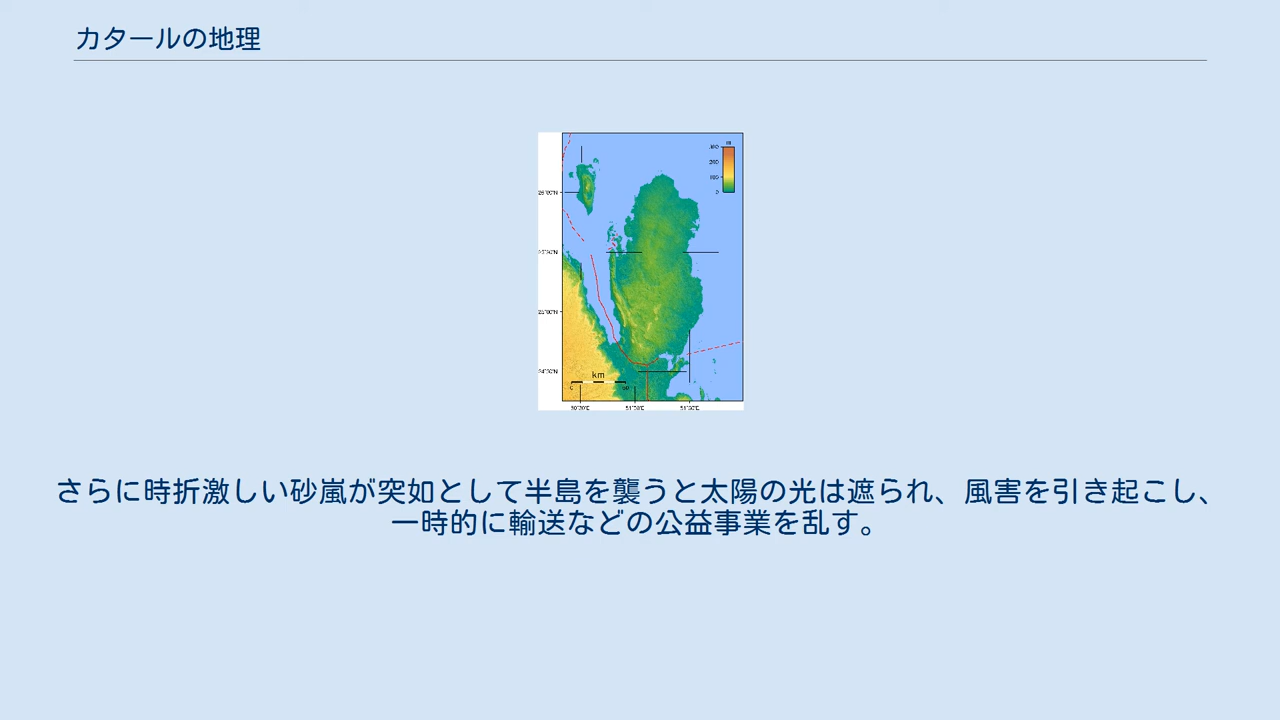 カタールの地理
m
km
さらに時折激しい砂嵐が突如として半島を襲うと太陽の光は遮られ、風害を引き起こし、
一時的に輸送などの公益事業を乱す。